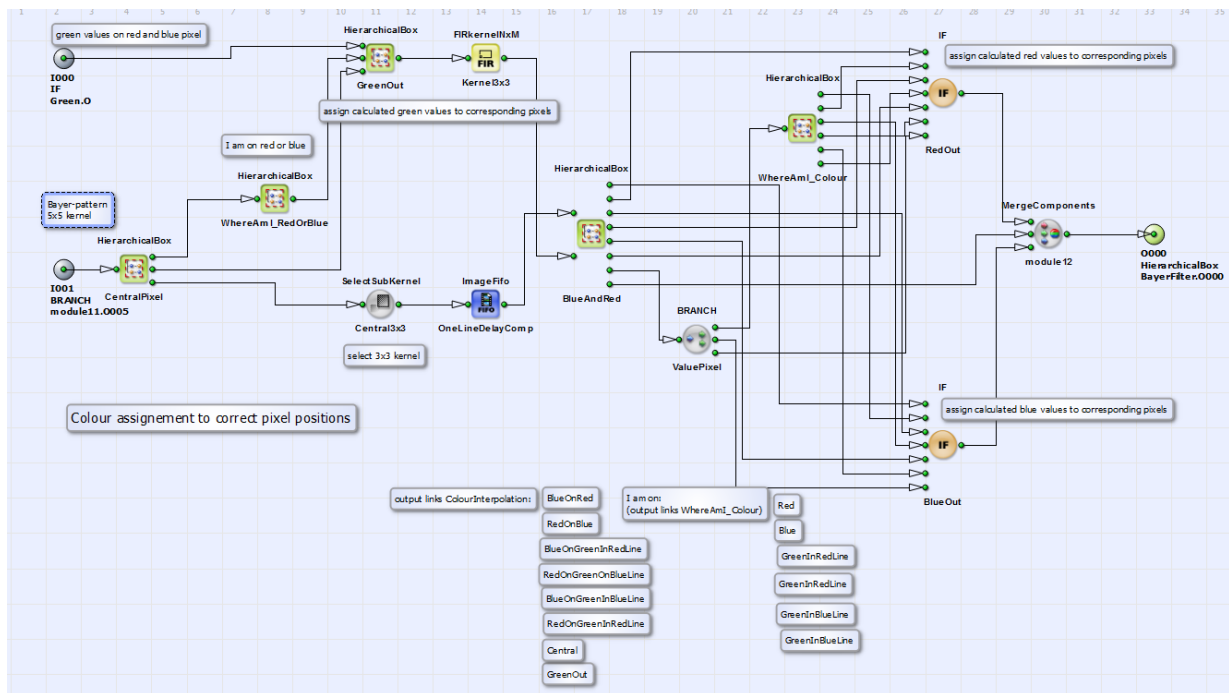 1 2 3 4 5 6 7 8 9 10 11 12 13 14 15 16 17 18 19 20 21 22 23 24 25 26 27 28 29 30 31 32 33 34 35
green values on red and blue pixel
I000
IF
Green.O
HierarchicalBox
GreenOut
FIRkernelNxM
FIR
Kernel3x3
assign calculated green values to corresponding pixels
I am on red or blue
HierarchicalBox
WhereAmI_RedOrBlue
Bayer-pattern
5x5 kernel
HierarchicalBox
CentralPixel
I001
BRANCH
module11.O005
SelectSubKernel
Central3x3
select 3x3 kernel
ImageFifo
FIFO
OneLineDelayComp
HierarchicalBox
BlueAndRed
BRANCH
ValuePixel
HierarchicalBox
WhereAmI_Colour
IF
assign calculated red values to corresponding pixels
IF
RedOut
MergeComponents
module12
O000
HierarchicalBox
BayerFilter.O000
IF
assign calculated blue values to corresponding pixels
IF
BlueOut
Colour assignement to correct pixel positions
output links ColourInterpolation:
BlueOnRed
RedOnBlue
BlueOnGreenInRedLine
RedOnGreenOnBlueLine
BlueOnGreenInBlueLine
RedOnGreenInRedLine
Central
GreenOut
I am on:
(output links WhereAmI_Colour)
Red
Blue
GreenInRedLine
GreenInRedLine
GreenInBlueLine
GreenInBlueLine